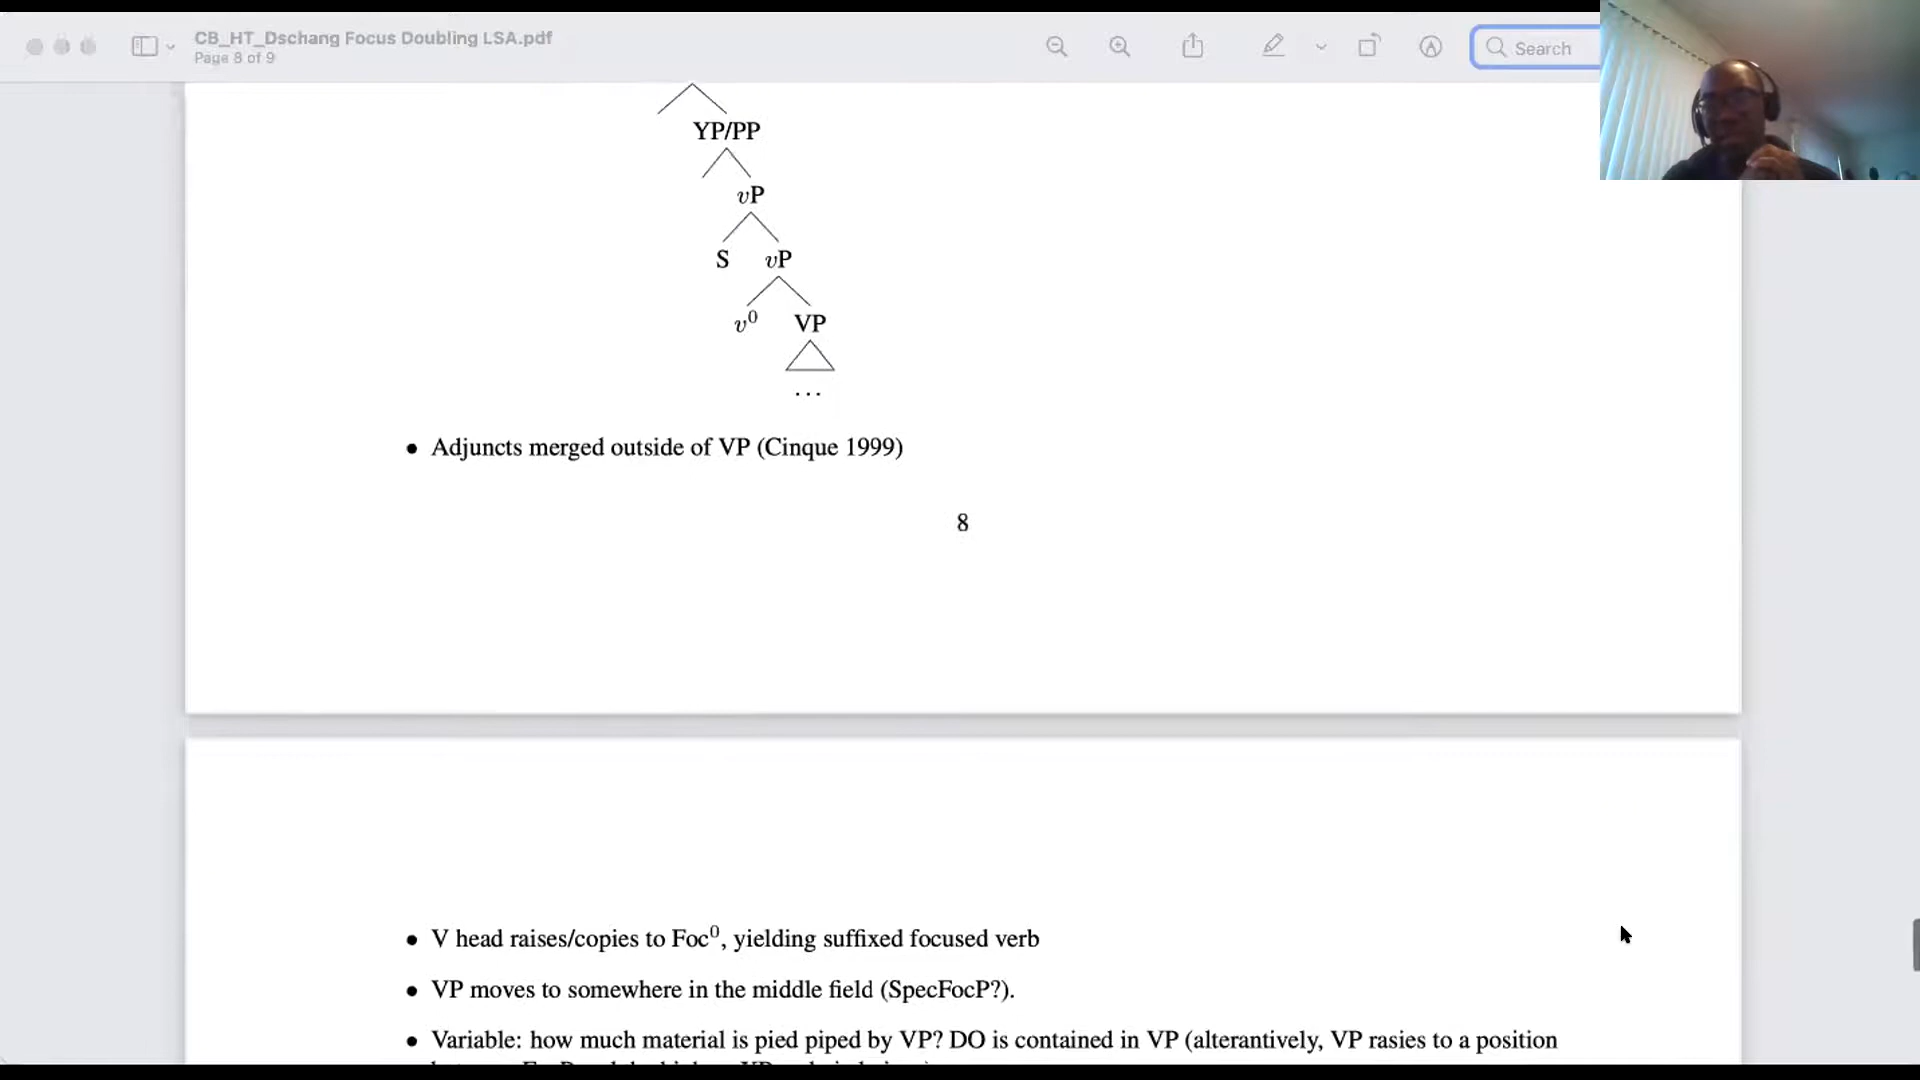 CB_HT_Dschang Focus Doubling LSA.pdf
Page 8 of 9
Search
YP/PP
vP
S vP
v⁰ VP
...
• Adjuncts merged outside of VP (Cinque 1999)
8
• V head raises/copies to Foc⁰, yielding suffixed focused verb
• VP moves to somewhere in the middle field (SpecFocP?).
• Variable: how much material is pied piped by VP? DO is contained in VP (alterantively, VP rasies to a position